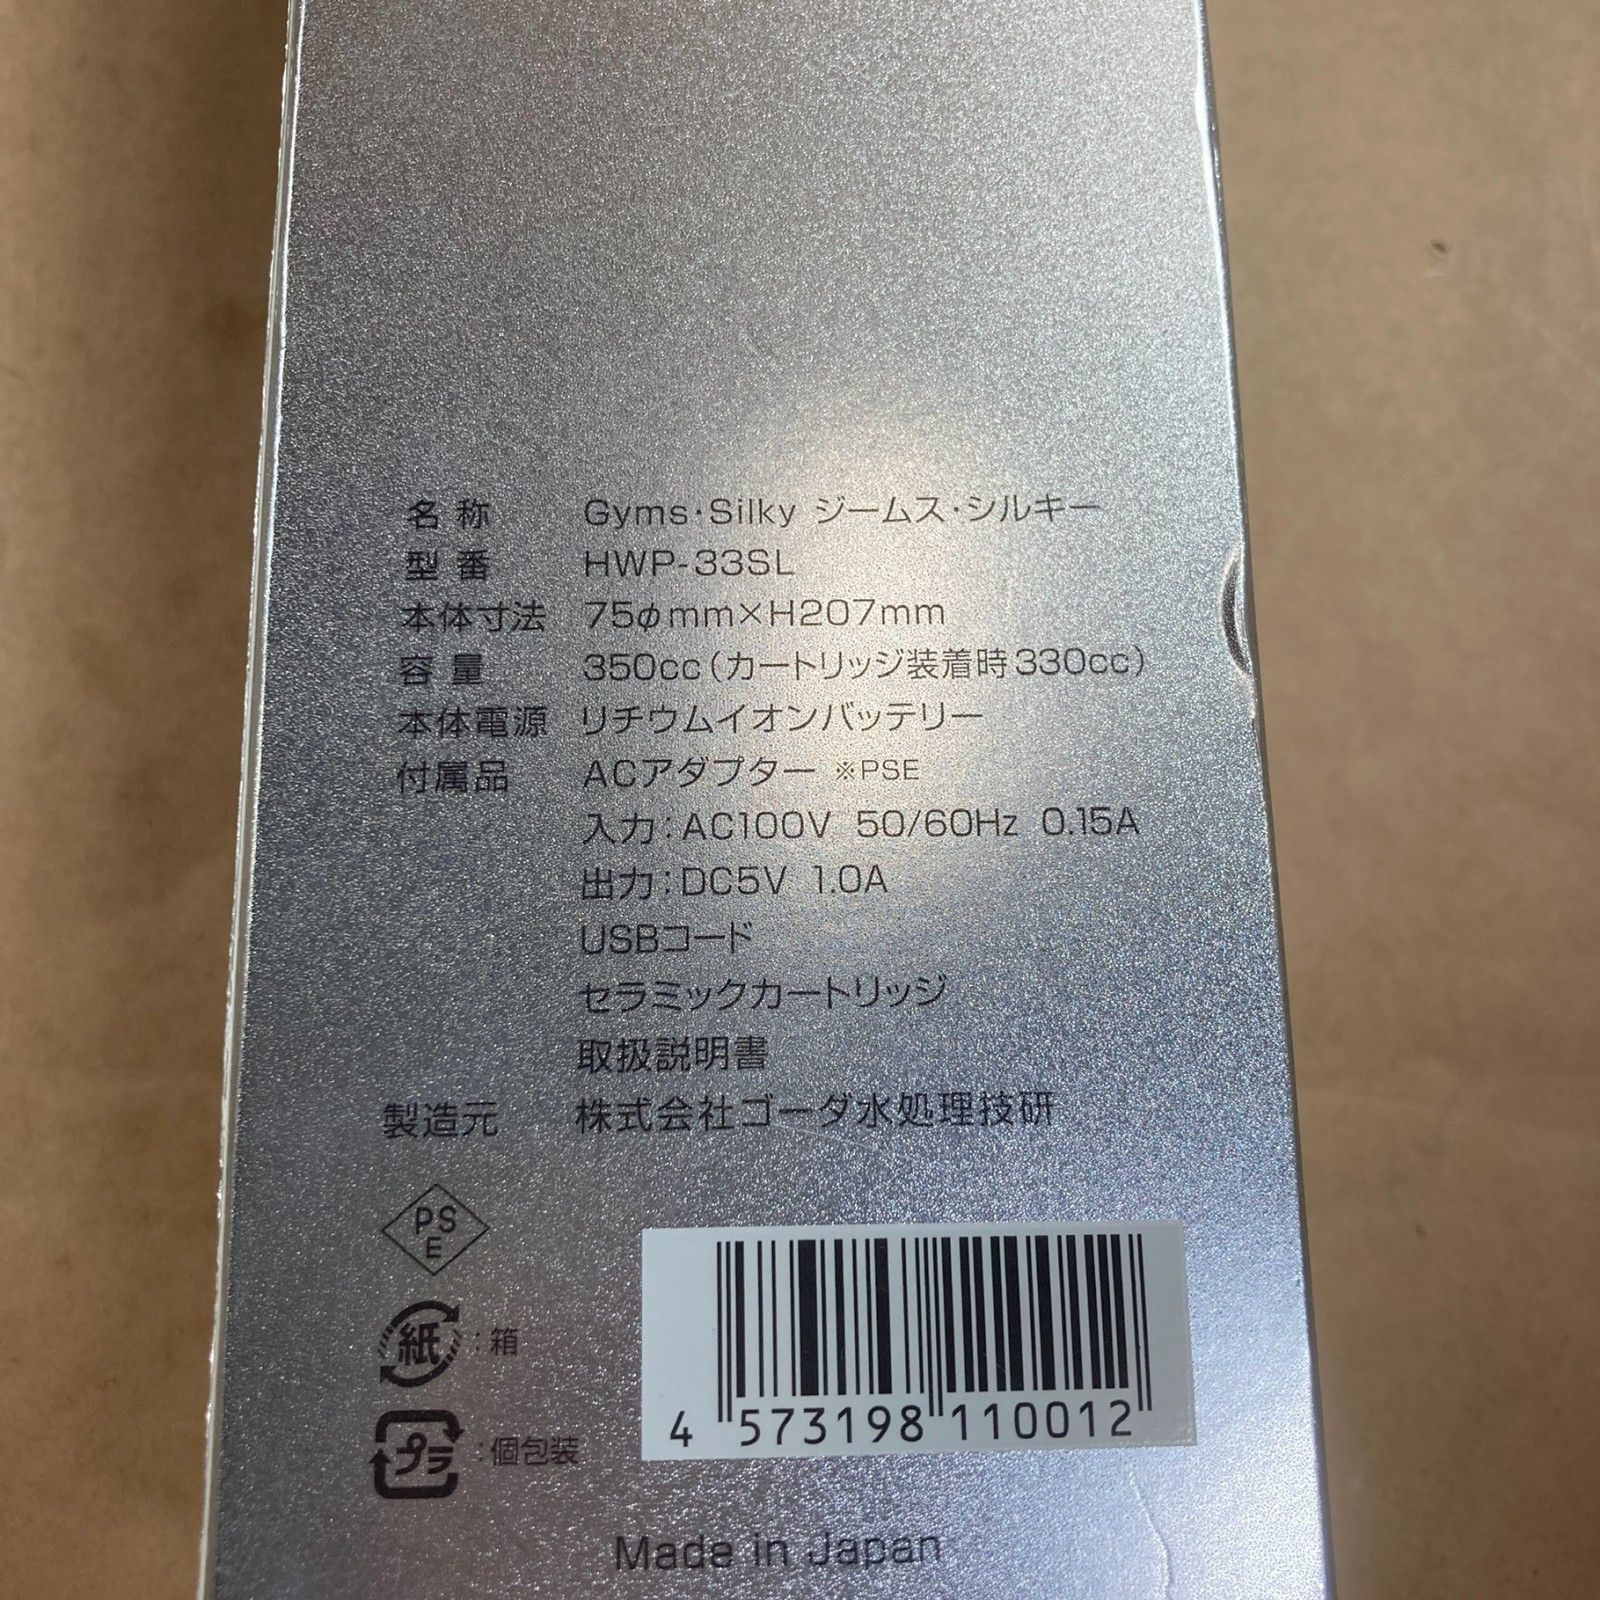 名称 Gyms・Silky ジームス・シルキー
型番 HWP-33SL
本体寸法 75φmm×H207mm
容量 350cc（カートリッジ装着時330cc）
本体電源 リチウムイオンバッテリー
付属品 ACアダプター ※PSE
入力：AC100V 50/60Hz 0.15A
出力：DC5V 1.0A
USBコード
セラミックカートリッジ
取扱説明書
製造元 株式会社ゴーダ水処理技研
PS
E
紙：箱
プラ：個包装
4 573198 110012
Made in Japan